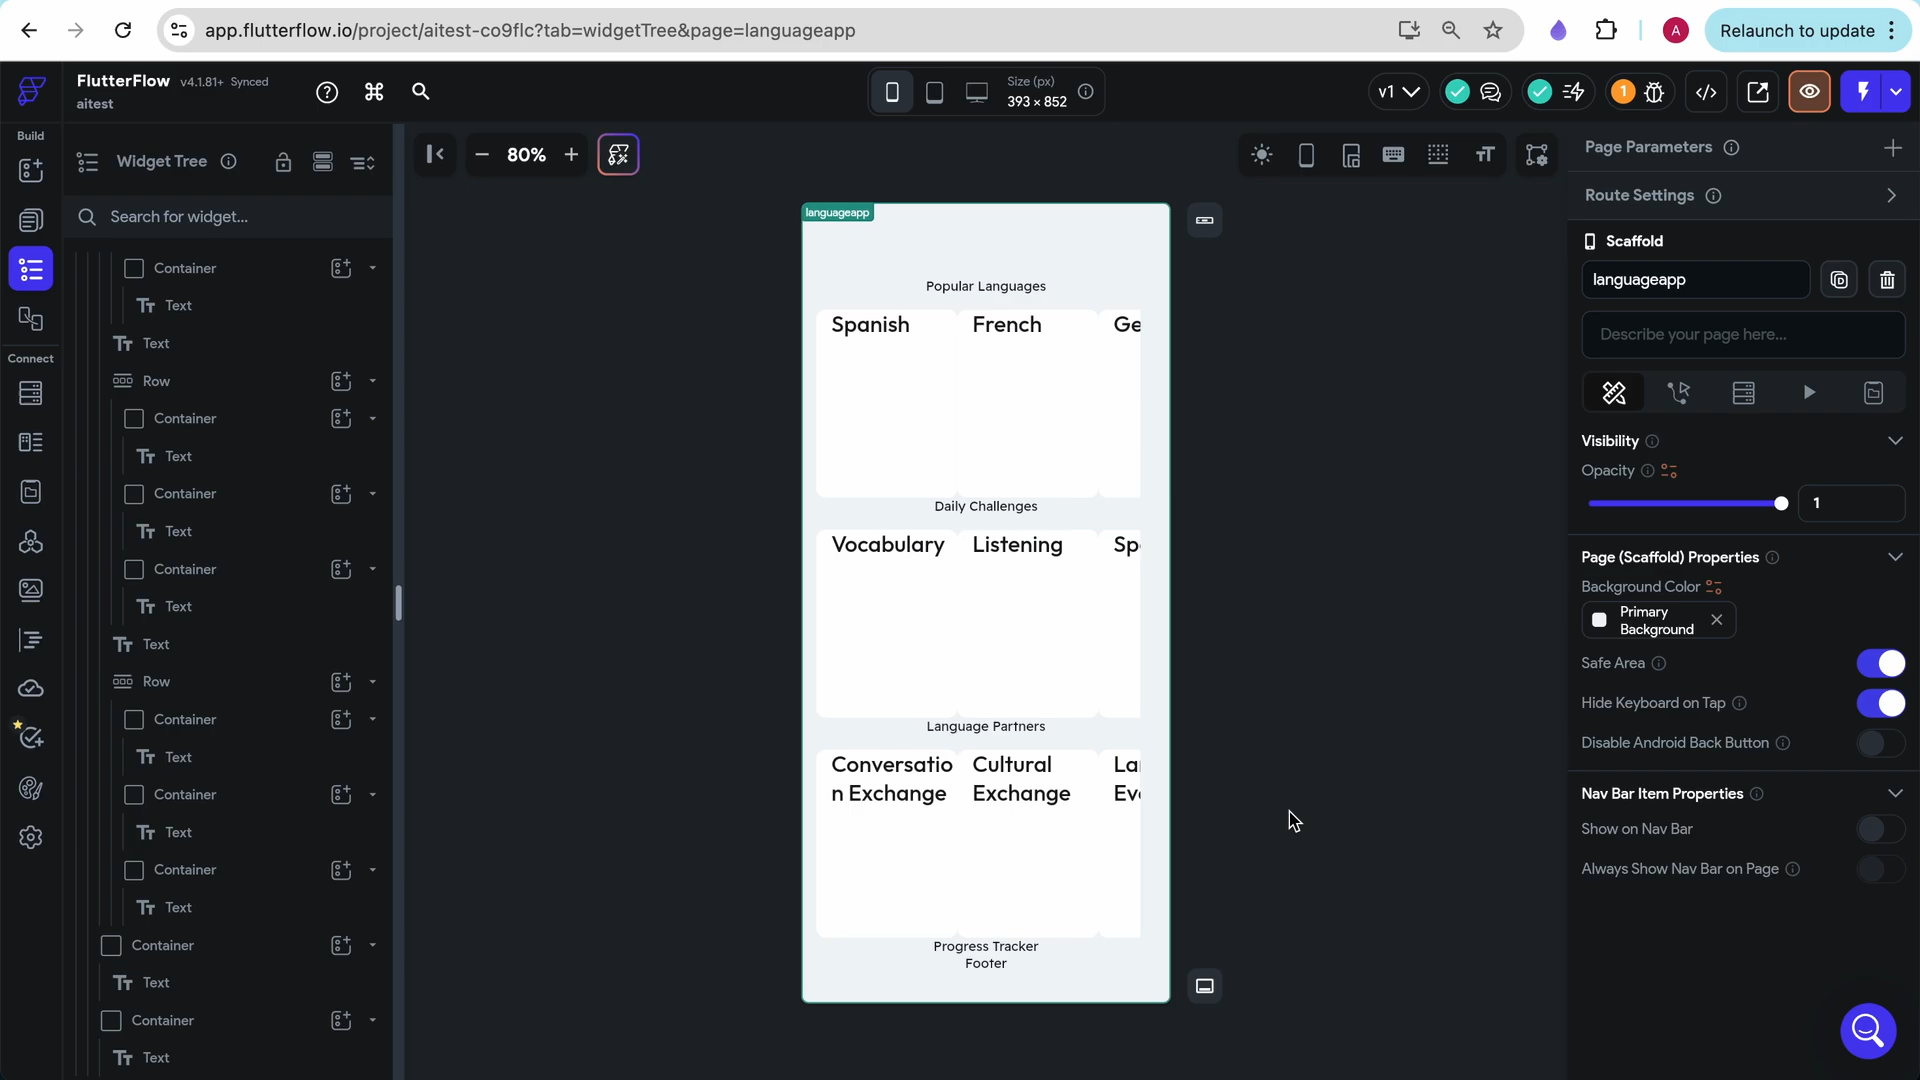 app.flutterflow.io/project/aitest-co9flc?tab=widgetTree&page=languageapp
A
Relaunch to update
FlutterFlow v4.1.81+ Synced
aitest
Size (px)
393 × 852
v1
1
Build
Widget Tree
80%
Page Parameters
Route Settings
Search for widget...
Container
Text
Text
Row
Container
Text
Container
Text
Container
Text
Text
Row
Container
Text
Container
Text
Container
Text
Container
Text
Container
Text
Connect
languageapp
Popular Languages
Spanish French Ge
Daily Challenges
Vocabulary Listening Sp
Language Partners
Conversatio Cultural La
n Exchange Exchange Ev
Progress Tracker
Footer
Scaffold
languageapp
Describe your page here...
Visibility
Opacity
1
Page (Scaffold) Properties
Background Color
Primary
Background
Safe Area
Hide Keyboard on Tap
Disable Android Back Button
Nav Bar Item Properties
Show on Nav Bar
Always Show Nav Bar on Page